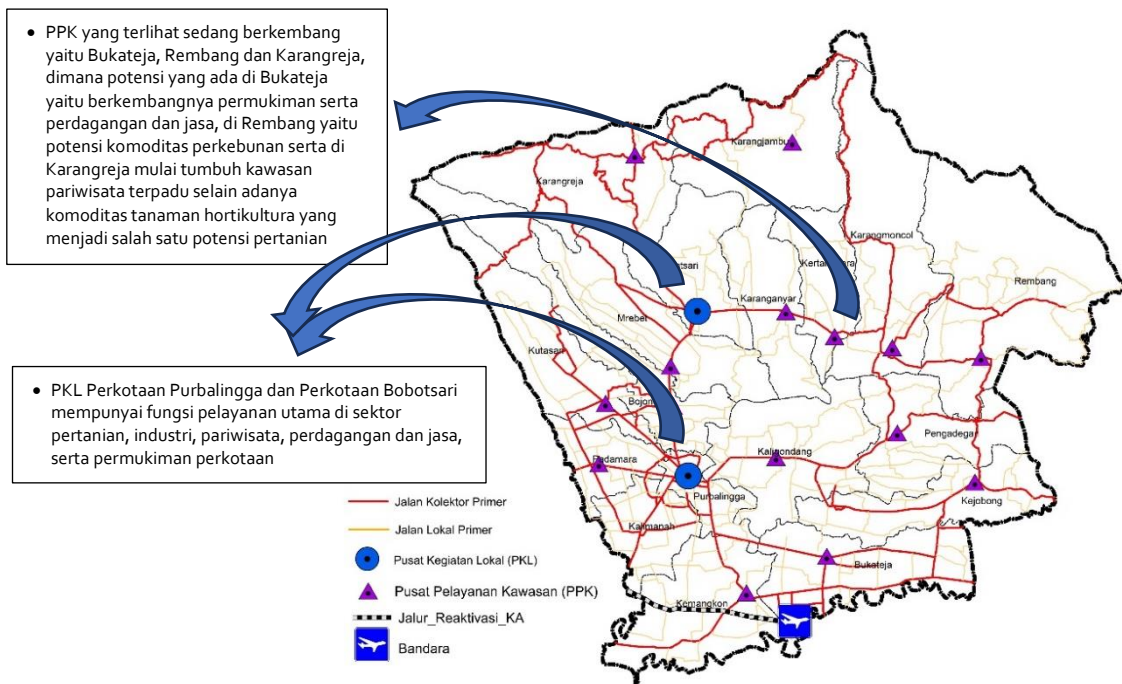 • PPK yang terlihat sedang berkembang
yaitu Bukateja, Rembang dan Karangreja,
dimana potensi yang ada di Bukateja
yaitu berkembangnya permukiman serta
perdagangan dan jasa, di Rembang yaitu
potensi komoditas perkebunan serta di
Karangreja mulai tumbuh kawasan
pariwisata terpadu selain adanya
komoditas tanaman hortikultura yang
menjadi salah satu potensi pertanian
Karangjambu
Karangreja
Karangmoncol
Rembang
Karanganyar
Mrebet
Kutasari
• PKL Perkotaan Purbalingga dan Perkotaan Bobotsari
mempunyai fungsi pelayanan utama di sektor
pertanian, industri, pariwisata, perdagangan dan jasa,
serta permukiman perkotaan
Pengadegan
Kaligondang
Padamara
Purbalingga
Kejobong
Kalimanah
Bukateja
Kemangkon
Jalan Kolektor Primer
Jalan Lokal Primer
Pusat Kegiatan Lokal (PKL)
Pusat Pelayanan Kawasan (PPK)
Jalur_Reaktivasi_KA
Bandara